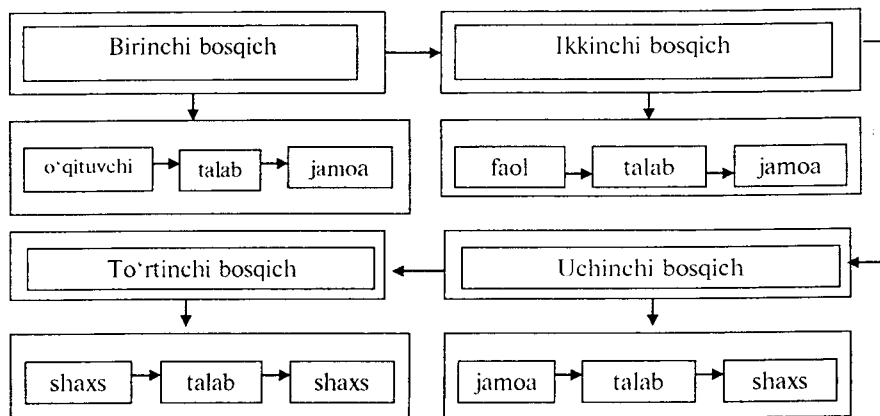 Birinchi bosqich
Ikkinchi bosqich
o‘qituvchi talab jamoa
faol talab jamoa
To‘rtinchi bosqich
Uchinchi bosqich
shaxs talab shaxs
jamoa talab shaxs